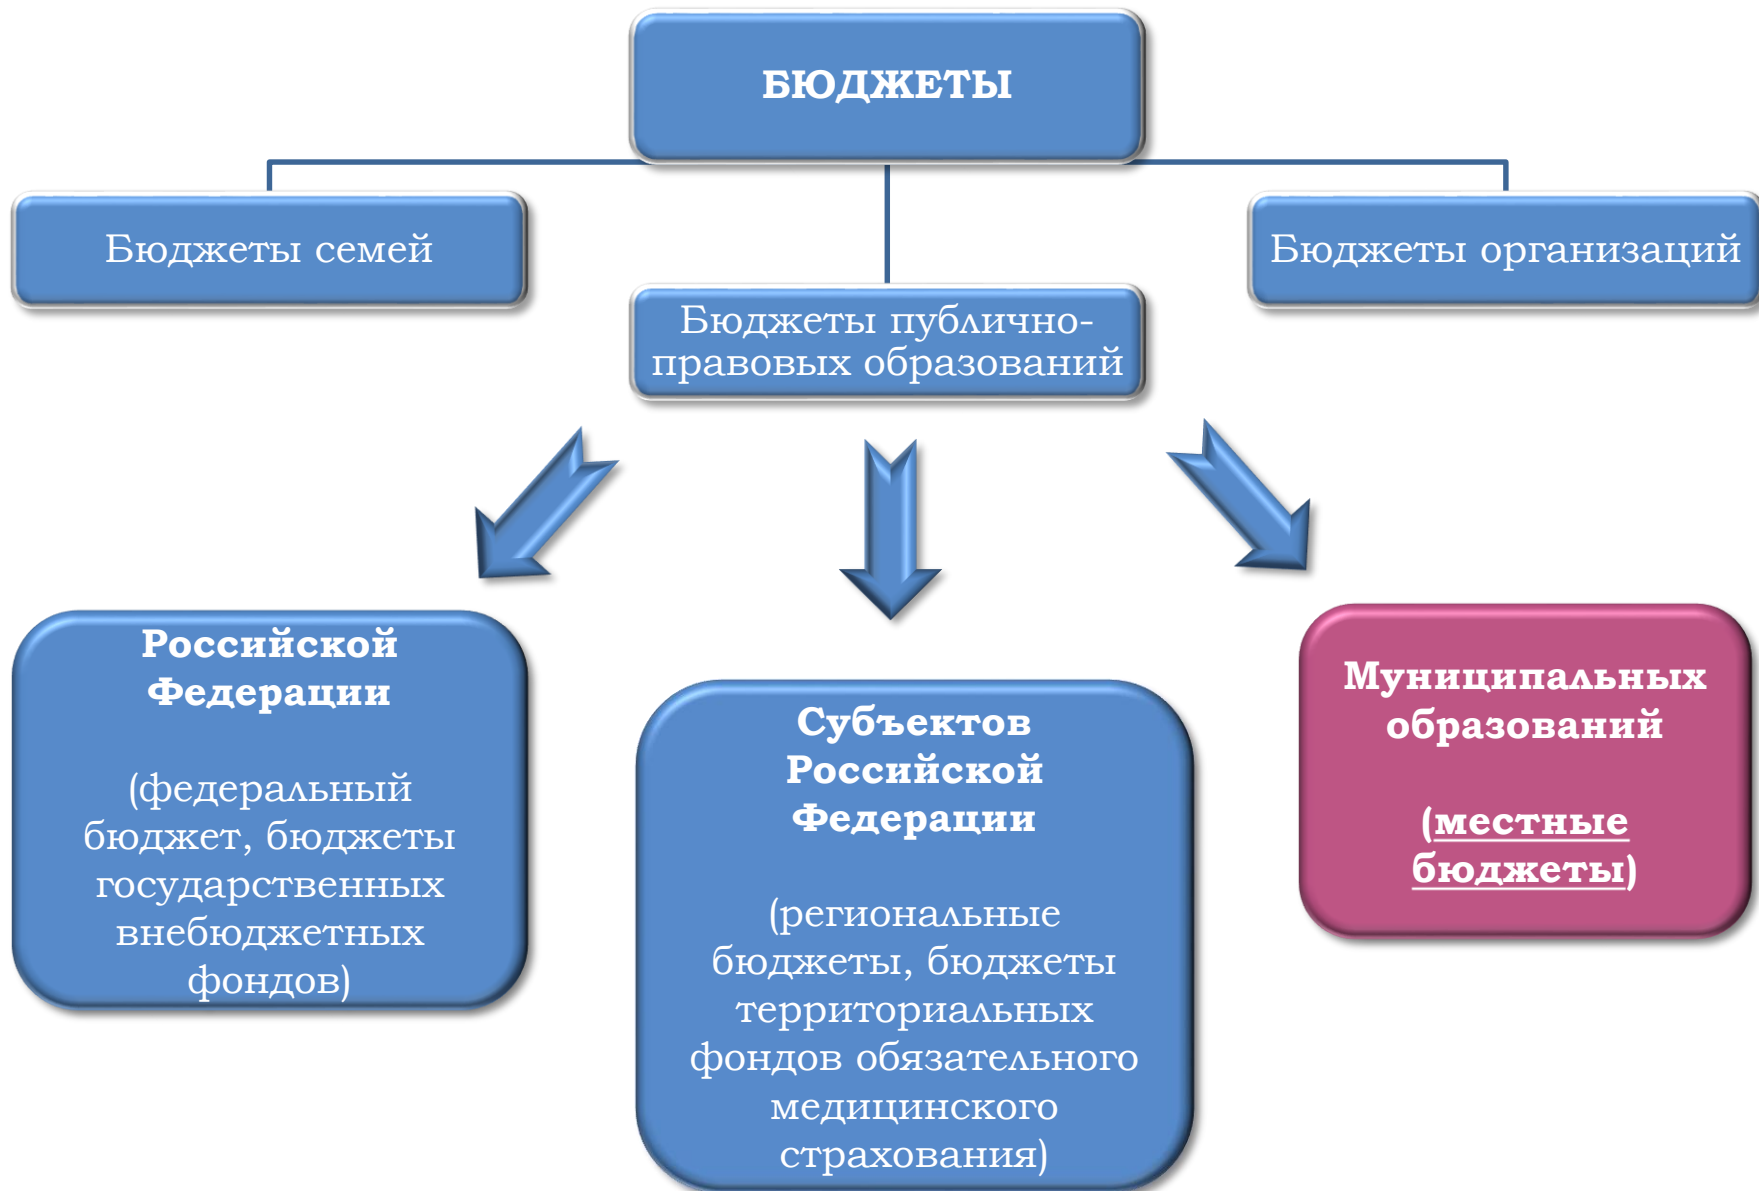 БЮДЖЕТЫ
Бюджеты семей
Бюджеты публично-
правовых образований
Бюджеты организаций
Российской
Федерации
(федеральный
бюджет, бюджеты
государственных
внебюджетных
фондов)
Субъектов
Российской
Федерации
(региональные
бюджеты, бюджеты
территориальных
фондов обязательного
медицинского
страхования)
Муниципальных
образований
(местные
бюджеты)